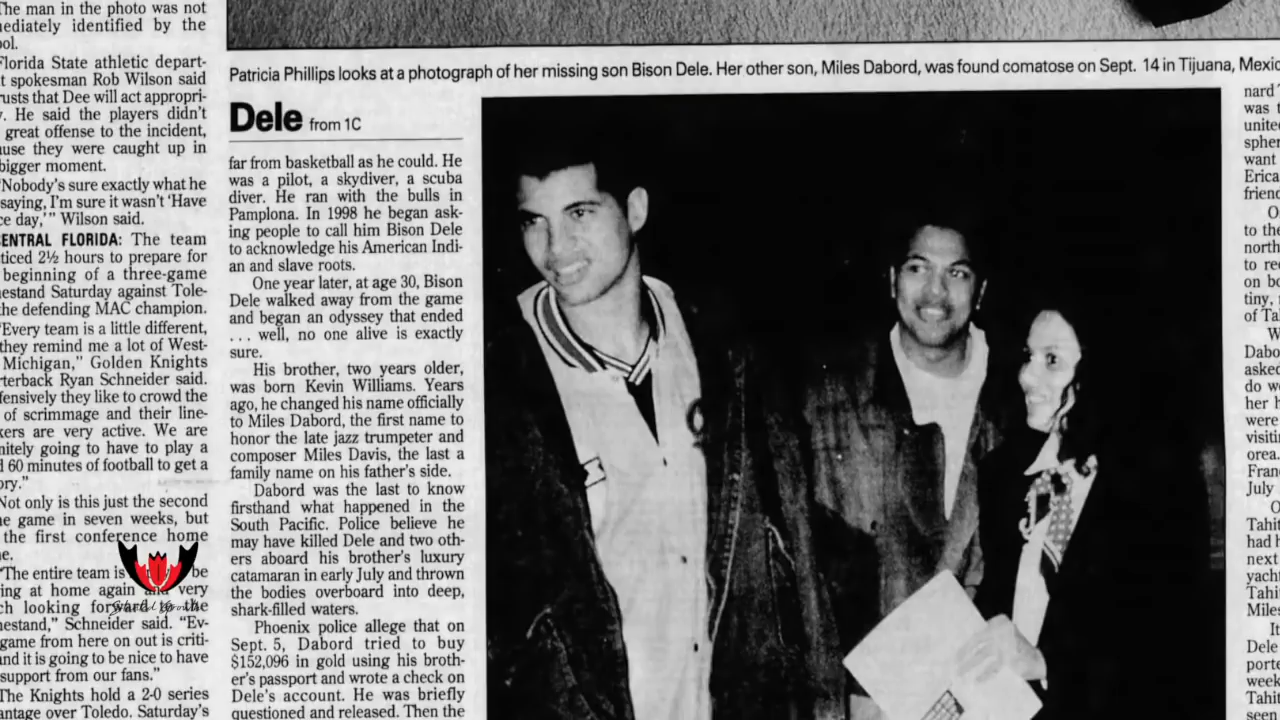 The man in the photo was not
mediately identified by the
ool.
Florida State athletic depart-
t spokesman Rob Wilson said
rusts that Dee will act appropri-
y. He said the players didn't
great offense to the incident,
use they were caught up in
bigger moment.
"Nobody's sure exactly what he
saying, I'm sure it wasn't 'Have
ce day,'" Wilson said.
ENTRAL FLORIDA: The team
ticed 2½ hours to prepare for
beginning of a three-game
nestand Saturday against Tole-
the defending MAC champion.
"Every team is a little different,
they remind me a lot of West-
Michigan," Golden Knights
rterback Ryan Schneider said.
fensively they like to crowd the
of scrimmage and their line-
kers are very active. We are
nitely going to have to play a
d 60 minutes of football to get a
ory."
Not only is this just the second
ne game in seven weeks, but
the first conference home
e.
"The entire team is be
ing at home again and very
ch looking forward to the
nestand," Schneider said. "Ev-
game from here on out is criti-
and it is going to be nice to have
support from our fans."
The Knights hold a 2-0 series
antage over Toledo. Saturday's
Patricia Phillips looks at a photograph of her missing son Bison Dele. Her other son, Miles Dabord, was found comatose on Sept. 14 in Tijuana, Mexic
Dele from 1C
far from basketball as he could. He
was a pilot, a skydiver, a scuba
diver. He ran with the bulls in
Pamplona. In 1998 he began ask-
ing people to call him Bison Dele
to acknowledge his American Indi-
an and slave roots.
One year later, at age 30, Bison
Dele walked away from the game
and began an odyssey that ended
. . . well, no one alive is exactly
sure.
His brother, two years older,
was born Kevin Williams. Years
ago, he changed his name officially
to Miles Dabord, the first name to
honor the late jazz trumpeter and
composer Miles Davis, the last a
family name on his father's side.
Dabord was the last to know
firsthand what happened in the
South Pacific. Police believe he
may have killed Dele and two oth-
ers aboard his brother's luxury
catamaran in early July and thrown
the bodies overboard into deep,
shark-filled waters.
Phoenix police allege that on
Sept. 5, Dabord tried to buy
$152,096 in gold using his broth-
er's passport and wrote a check on
Dele's account. He was briefly
questioned and released. Then the
nard
was t
unite
spher
want
Erica
frien
O
to the
north
to re
on bo
tiny,
of Ta
W
Dabo
asked
do w
her h
were
visiti
orea.
Fran
July
O
Tahit
had h
next
yach
Tahit
Miles
It
Dele
porte
week
Tahit
seen